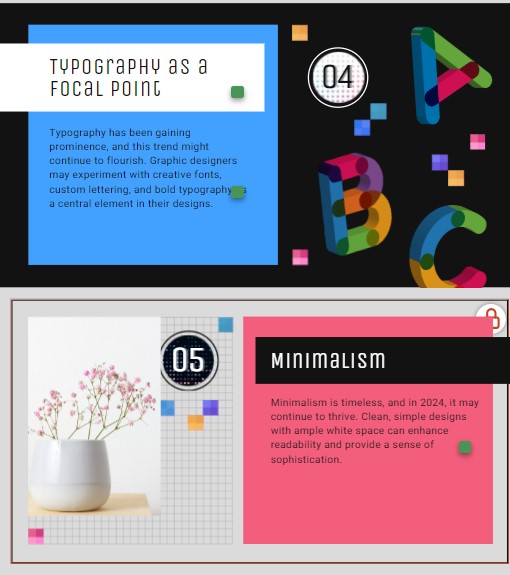 Typography as a
Focal Point
04
Typography has been gaining
prominence, and this trend might
continue to flourish. Graphic designers
may experiment with creative fonts,
custom lettering, and bold typography as
a central element in their designs.
A
B
C
05
Minimalism
Minimalism is timeless, and in 2024, it may
continue to thrive. Clean, simple designs
with ample white space can enhance
readability and provide a sense of
sophistication.